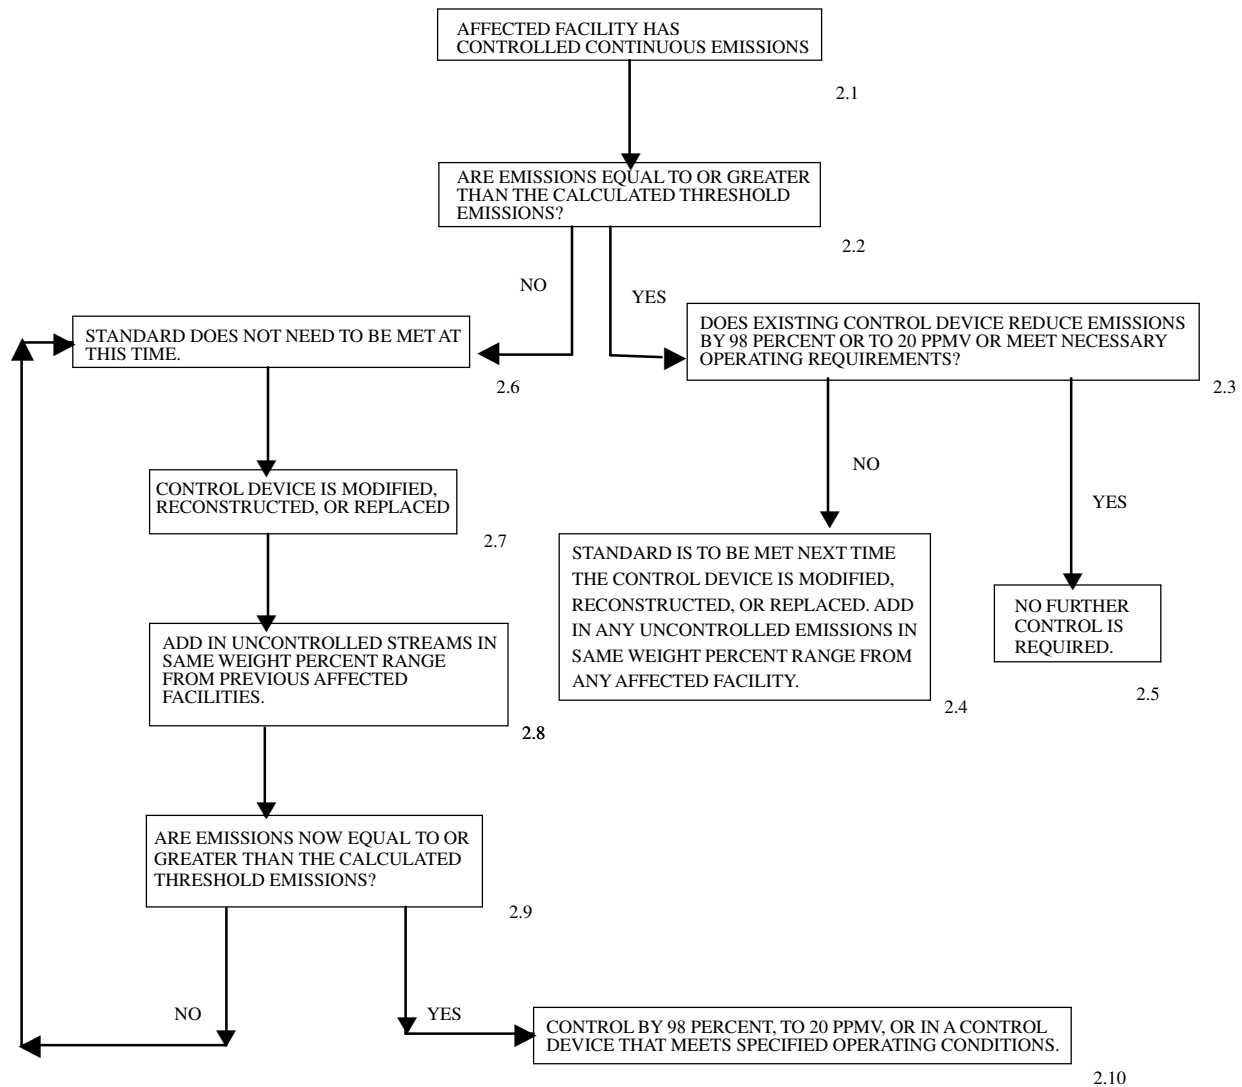 AFFECTED FACILITY HAS
CONTROLLED CONTINUOUS EMISSIONS
2.1
ARE EMISSIONS EQUAL TO OR GREATER
THAN THE CALCULATED THRESHOLD
EMISSIONS?
2.2
NO
YES
STANDARD DOES NOT NEED TO BE MET AT
THIS TIME.
2.6
DOES EXISTING CONTROL DEVICE REDUCE EMISSIONS
BY 98 PERCENT OR TO 20 PPMV OR MEET NECESSARY
OPERATING REQUIREMENTS?
2.3
NO
YES
CONTROL DEVICE IS MODIFIED,
RECONSTRUCTED, OR REPLACED
2.7
STANDARD IS TO BE MET NEXT TIME
THE CONTROL DEVICE IS MODIFIED,
RECONSTRUCTED, OR REPLACED. ADD
IN ANY UNCONTROLLED EMISSIONS IN
SAME WEIGHT PERCENT RANGE FROM
ANY AFFECTED FACILITY.
2.4
NO FURTHER
CONTROL IS
REQUIRED.
2.5
ADD IN UNCONTROLLED STREAMS IN
SAME WEIGHT PERCENT RANGE
FROM PREVIOUS AFFECTED
FACILITIES.
2.8
ARE EMISSIONS NOW EQUAL TO OR
GREATER THAN THE CALCULATED
THRESHOLD EMISSIONS?
2.9
NO
YES
CONTROL BY 98 PERCENT, TO 20 PPMV, OR IN A CONTROL
DEVICE THAT MEETS SPECIFIED OPERATING CONDITIONS.
2.10